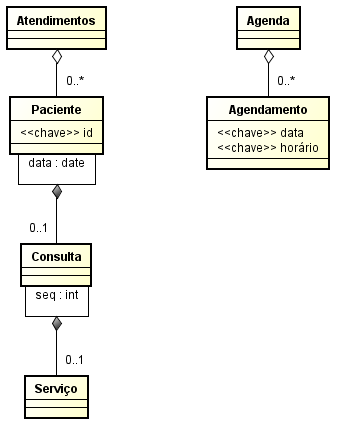 Atendimentos
0..*
Paciente
<<chave>> id
data : date
0..1
Consulta
seq : int
0..1
Serviço
Agenda
0..*
Agendamento
<<chave>> data
<<chave>> horário